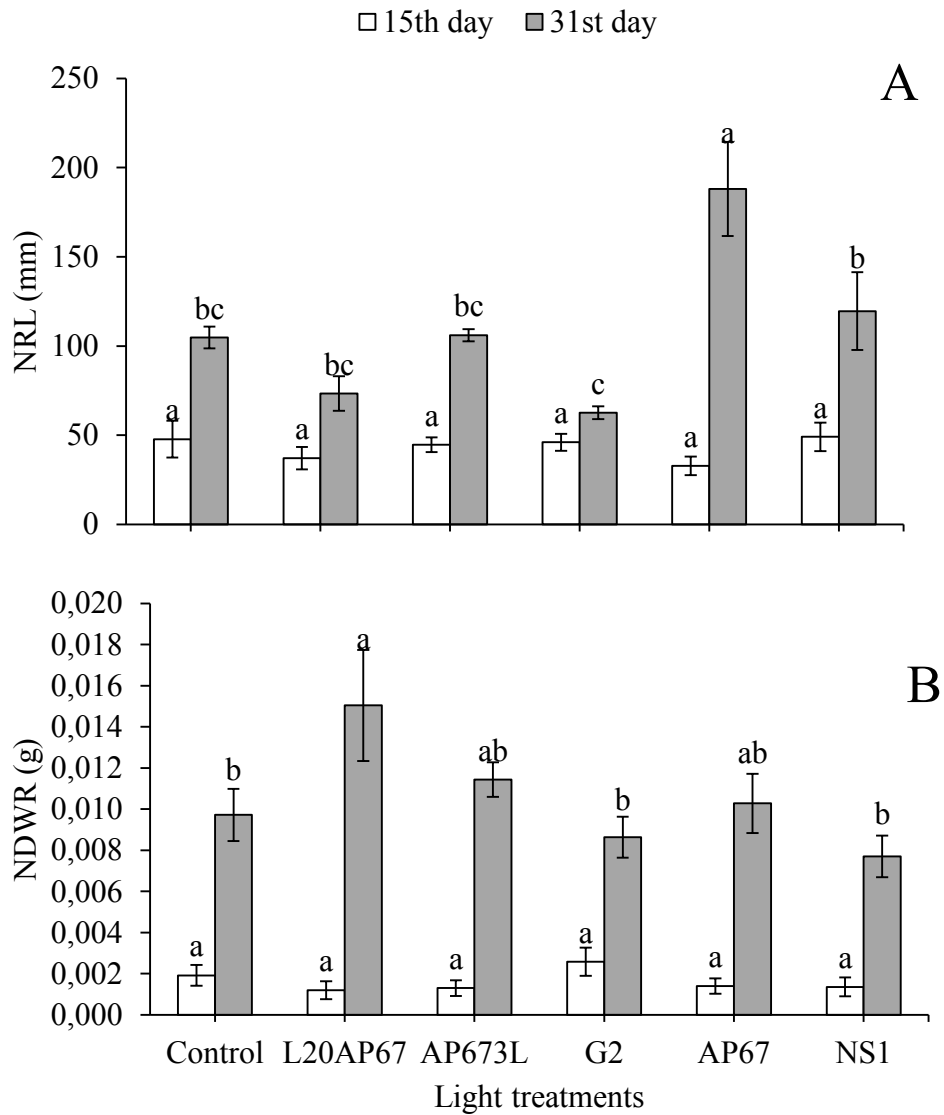 15th day 31st day
A
NRL (mm)
250
200
150
100
50
0
a bc a bc a bc a c a a a b
B
NDWR (g)
0,020
0,018
0,016
0,014
0,012
0,010
0,008
0,006
0,004
0,002
0,000
a b a a a ab a b a ab a b
Control L20AP67 AP673L G2 AP67 NS1
Light treatments